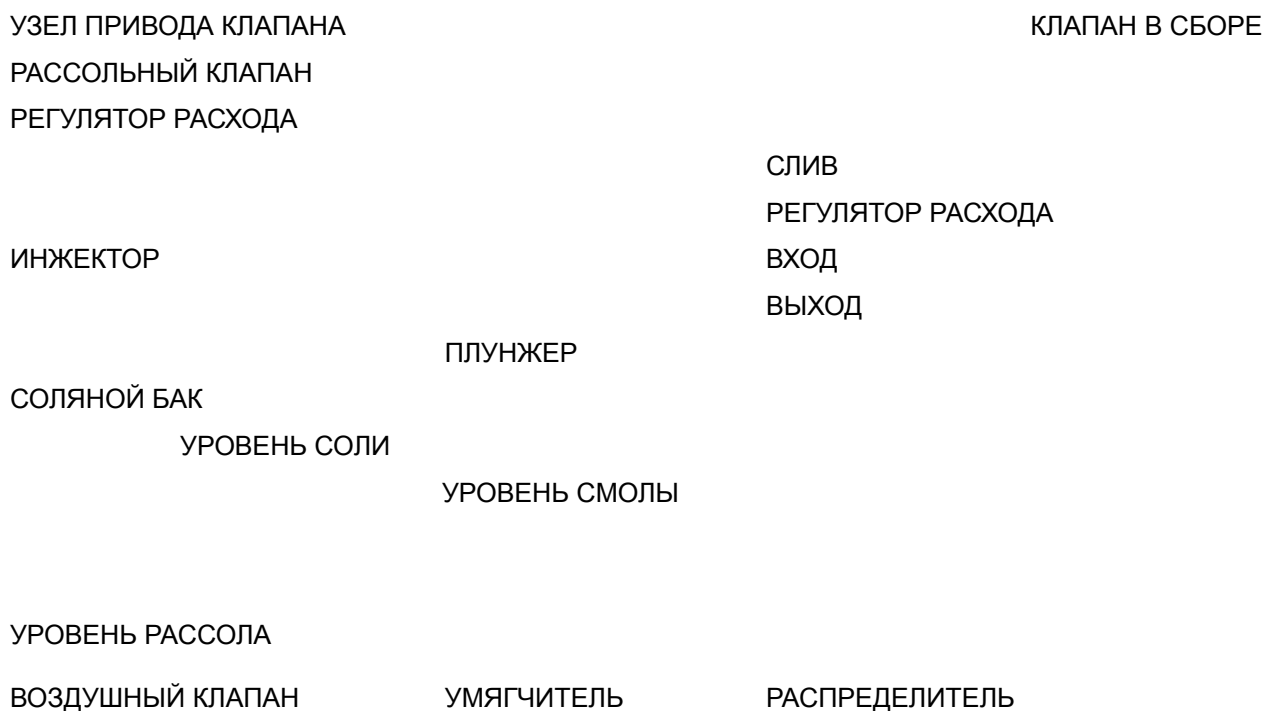 УЗЕЛ ПРИВОДА КЛАПАНА КЛАПАН В СБОРЕ
РАССОЛЬНЫЙ КЛАПАН
РЕГУЛЯТОР РАСХОДА
СЛИВ
РЕГУЛЯТОР РАСХОДА
ИНЖЕКТОР ВХОД
ВЫХОД
ПЛУНЖЕР
СОЛЯНОЙ БАК
УРОВЕНЬ СОЛИ
УРОВЕНЬ СМОЛЫ
УРОВЕНЬ РАССОЛА
ВОЗДУШНЫЙ КЛАПАН УМЯГЧИТЕЛЬ РАСПРЕДЕЛИТЕЛЬ